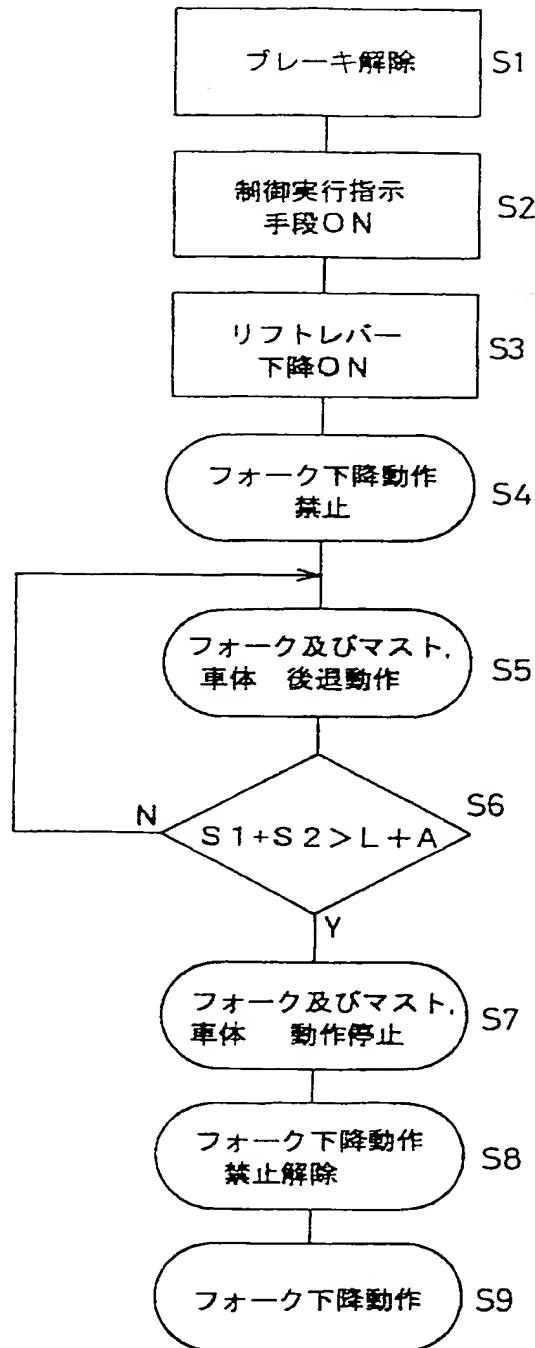 ブレーキ解除
S1
制御実行指示
手段ON
S2
リフトレバー
下降ON
S3
フォーク下降動作
禁止
S4
フォーク及びマスト,
車体 後退動作
S5
S6
N
S1+S2>L+A
Y
フォーク及びマスト,
車体 動作停止
S7
フォーク下降動作
禁止解除
S8
フォーク下降動作
S9